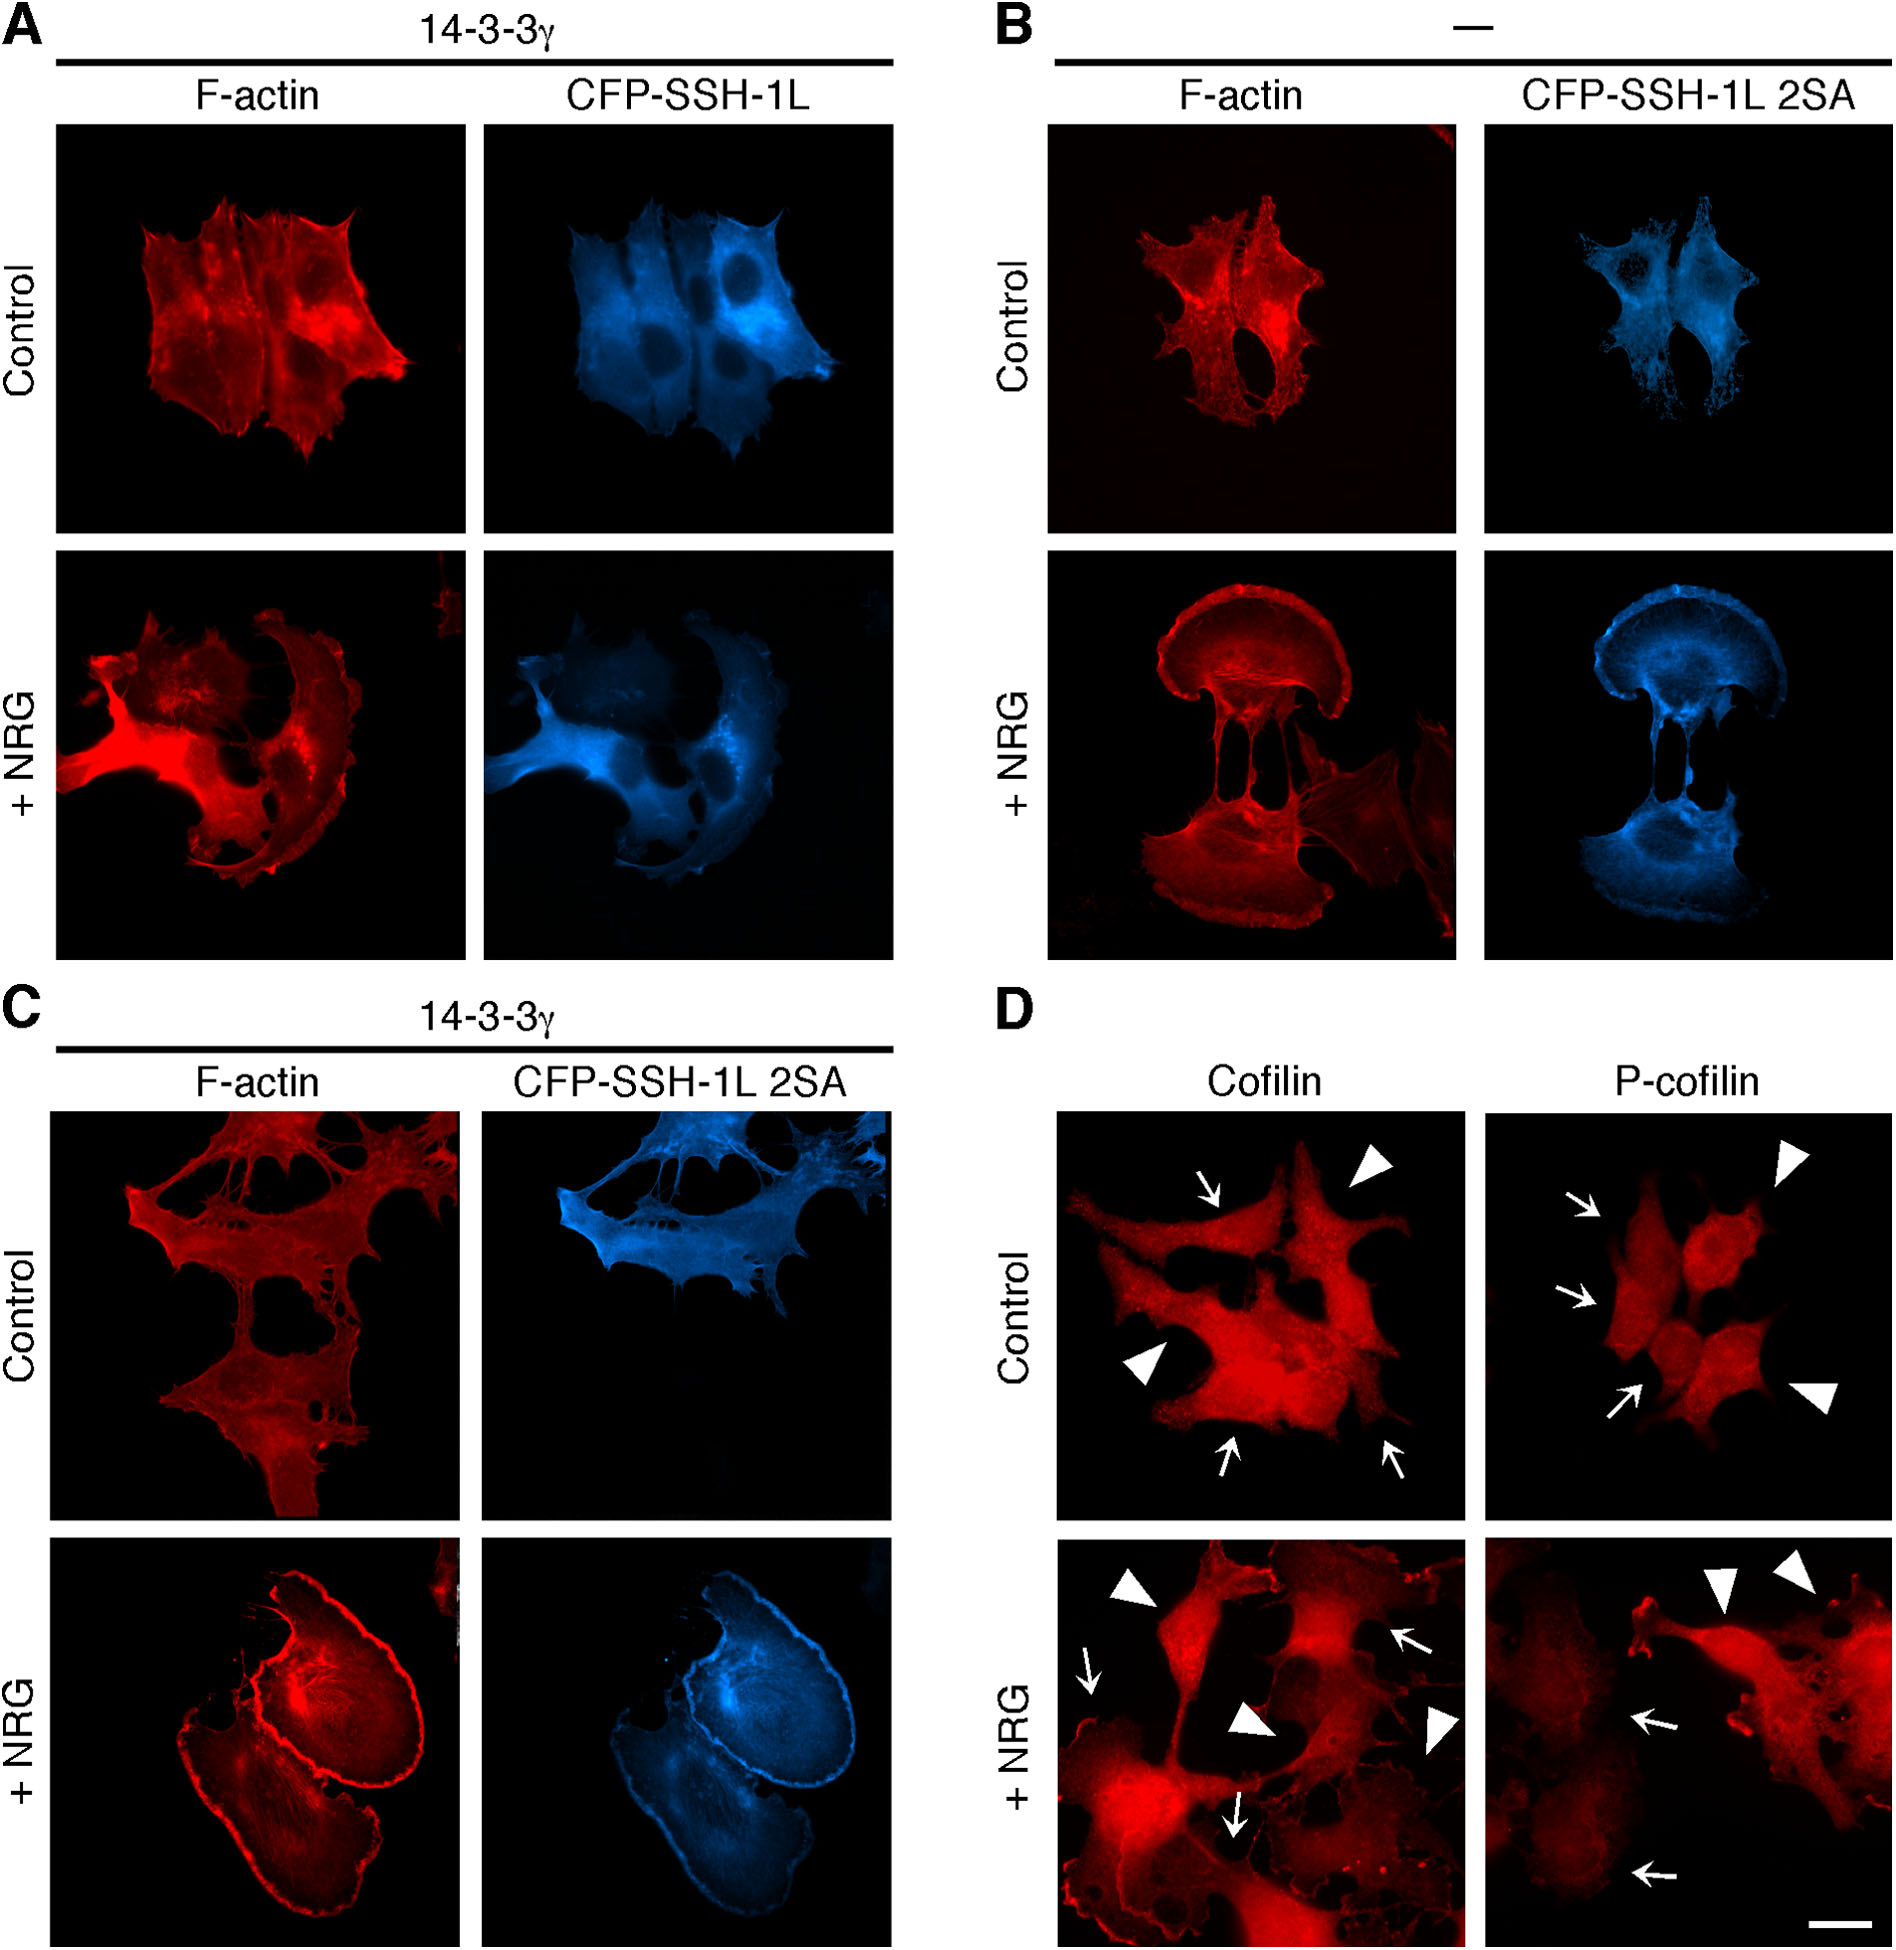 A
14-3-3γ
F-actin
CFP-SSH-1L
Control
+ NRG
B
—
F-actin
CFP-SSH-1L 2SA
Control
+ NRG
C
14-3-3γ
F-actin
CFP-SSH-1L 2SA
Control
+ NRG
D
Cofilin
P-cofilin
Control
+ NRG